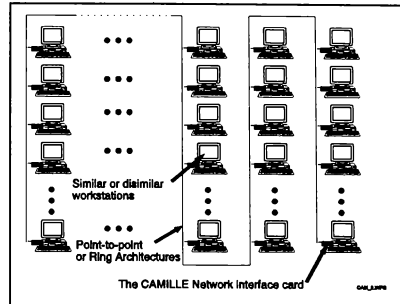 Similar or disimilar
workstations
Point-to-point
or Ring Architectures
The CAMILLE Network Interface card